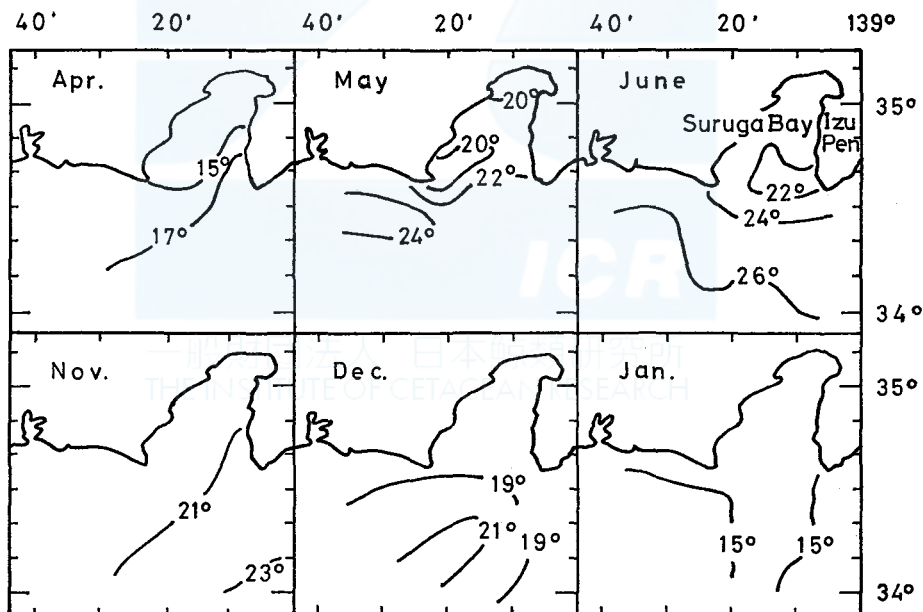 40' 20' 40' 20' 40' 20' 139°
Apr. May June
20° 35°
Suruga Bay Izu
Pen
20°
15° 22° 22°
24°
17° 24°
26°
ICR
34°
一般財団法人 日本鯨類研究所
Nov. Dec. Jan.
THE INSTITUTE OF CETACEAN RESEARCH
35°
19°
21° 21° 19° 15° 15°
23°
34°